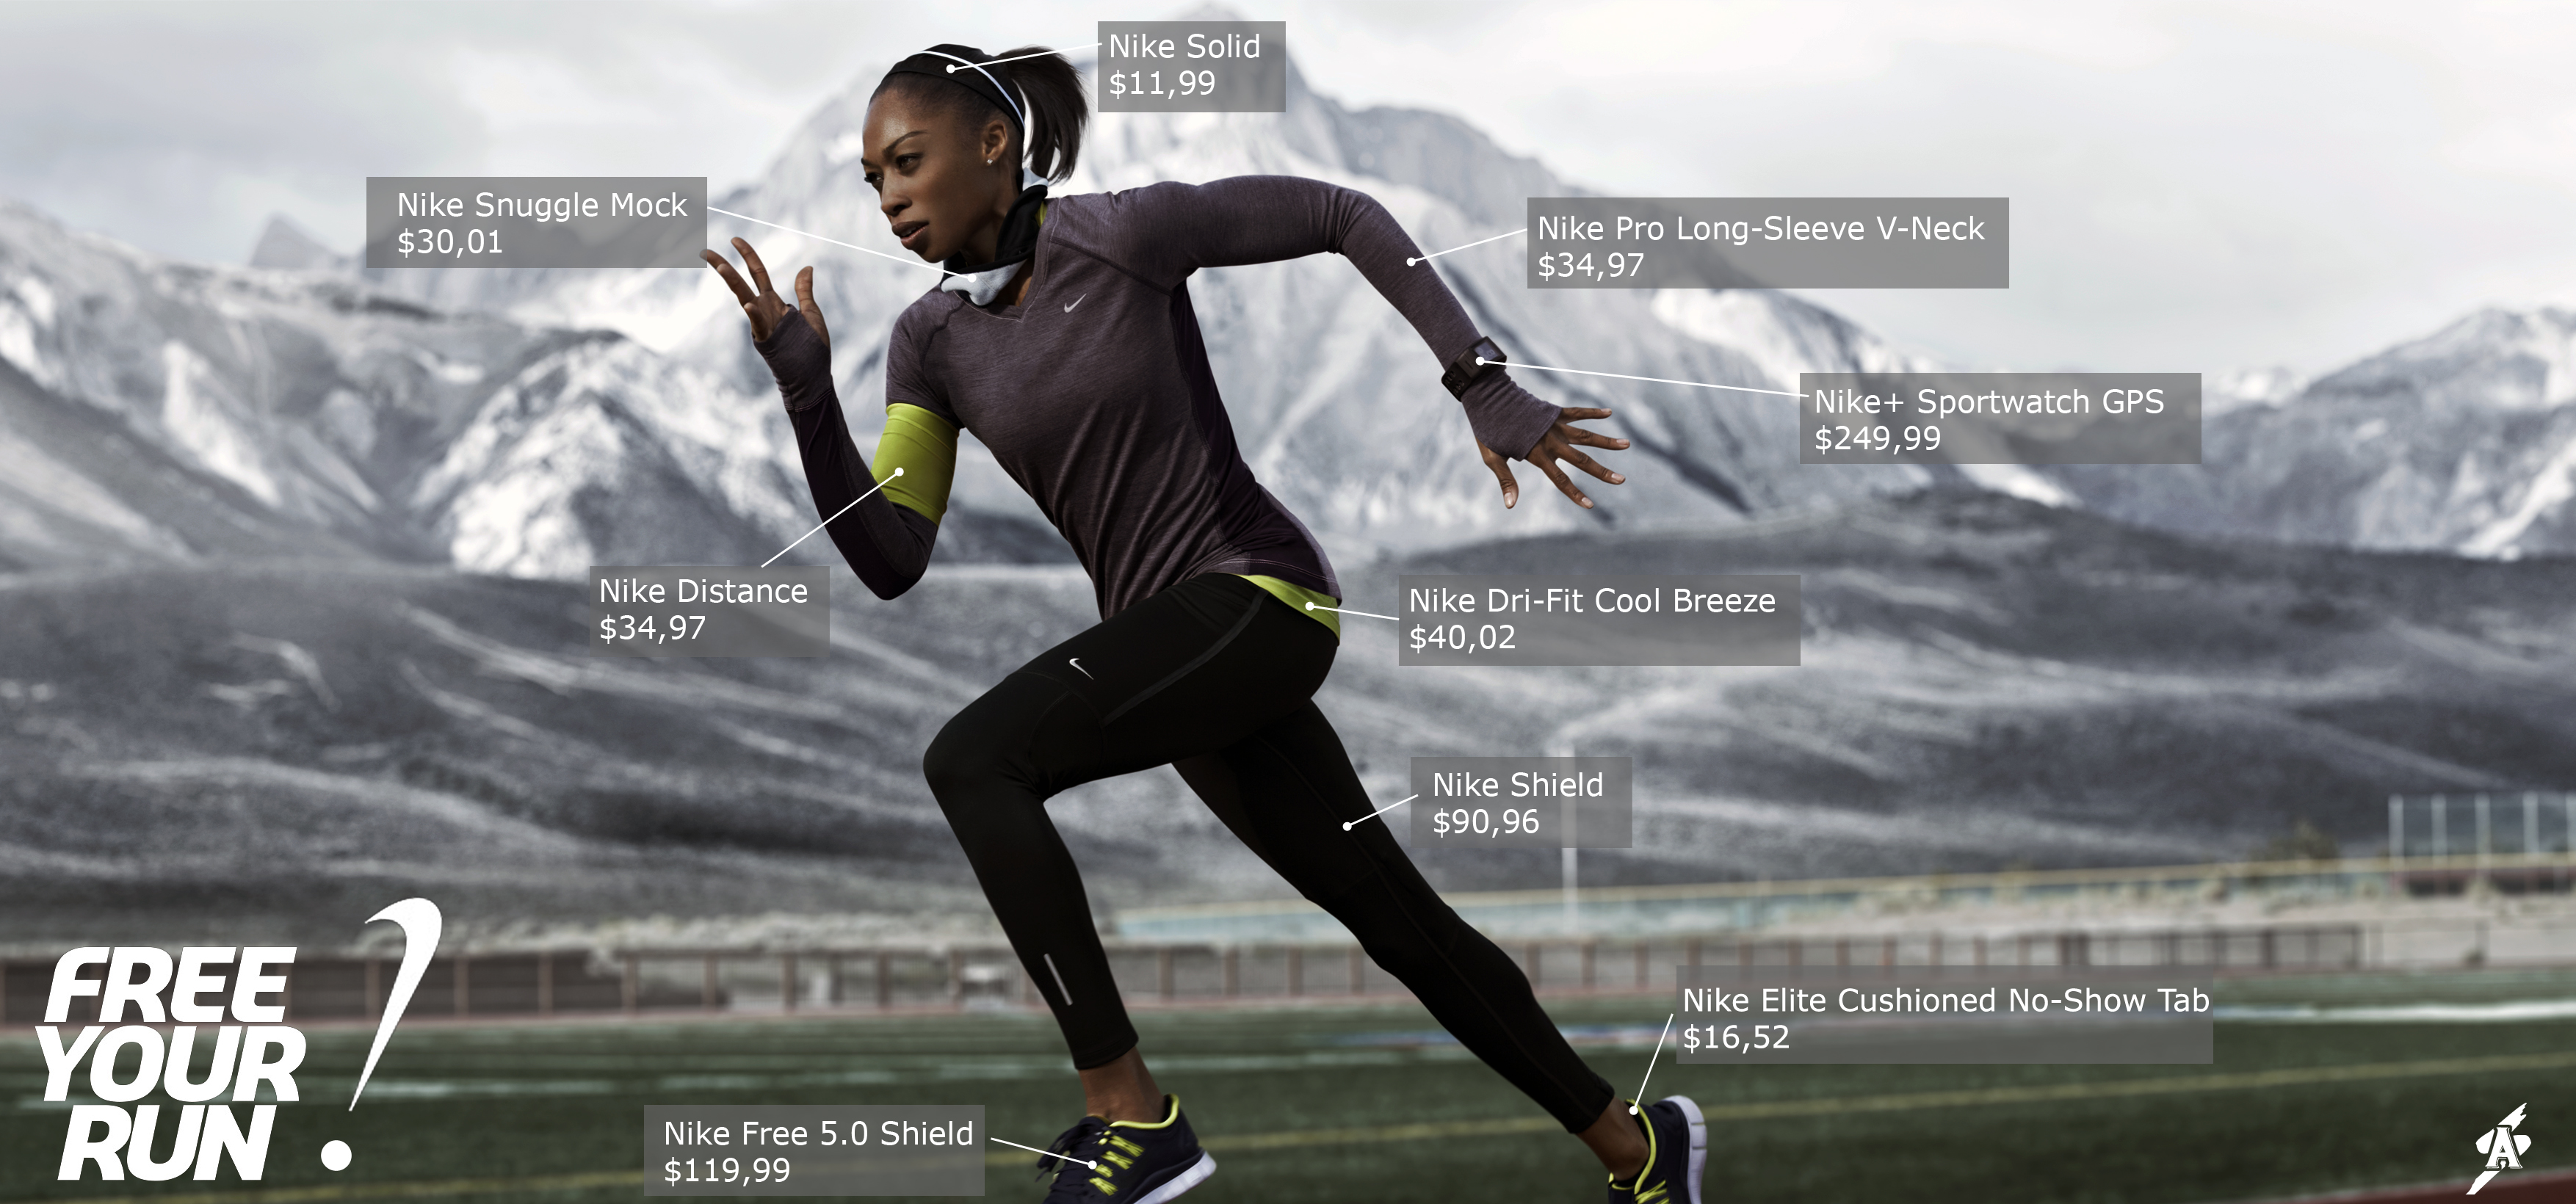 Nike Solid
$11,99
Nike Snuggle Mock
$30,01
Nike Pro Long-Sleeve V-Neck
$34,97
Nike+ Sportwatch GPS
$249,99
Nike Distance
$34,97
Nike Dri-Fit Cool Breeze
$40,02
Nike Shield
$90,96
Nike Elite Cushioned No-Show Tab
$16,52
Nike Free 5.0 Shield
$119,99
FREE
YOUR
RUN!
A